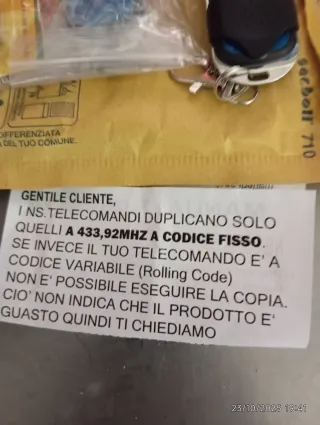 DIFFERENZIATA
DEL TUO COMUNE.
sacboll 710
GENTILE CLIENTE,
I NS.TELECOMANDI DUPLICANO SOLO
QUELLI A 433,92MHZ A CODICE FISSO.
SE INVECE IL TUO TELECOMANDO E' A
CODICE VARIABILE (Rolling Code)
NON E' POSSIBILE ESEGUIRE LA COPIA.
CIO' NON INDICA CHE IL PRODOTTO E'
GUASTO QUINDI TI CHIEDIAMO
23/10/2025 13:41